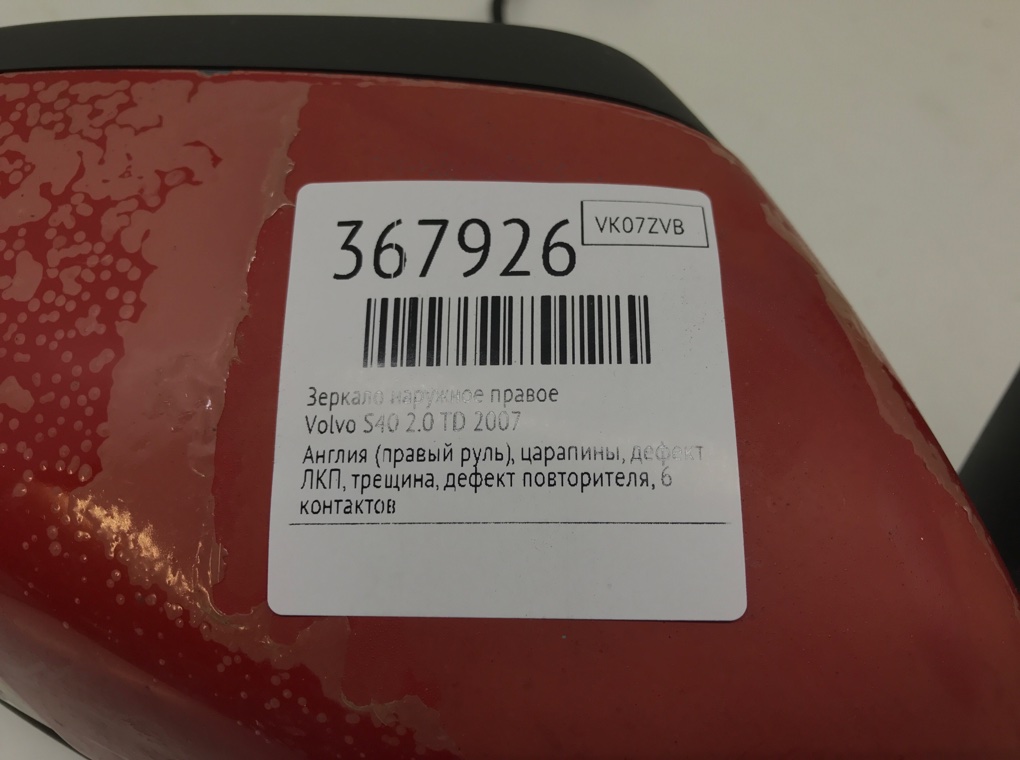 367926
VK07ZVB
Зеркало наружное правое
Volvo S40 2.0 TD 2007
Англия (правый руль), царапины, дефект
ЛКП, трещина, дефект повторителя, 6
контактов